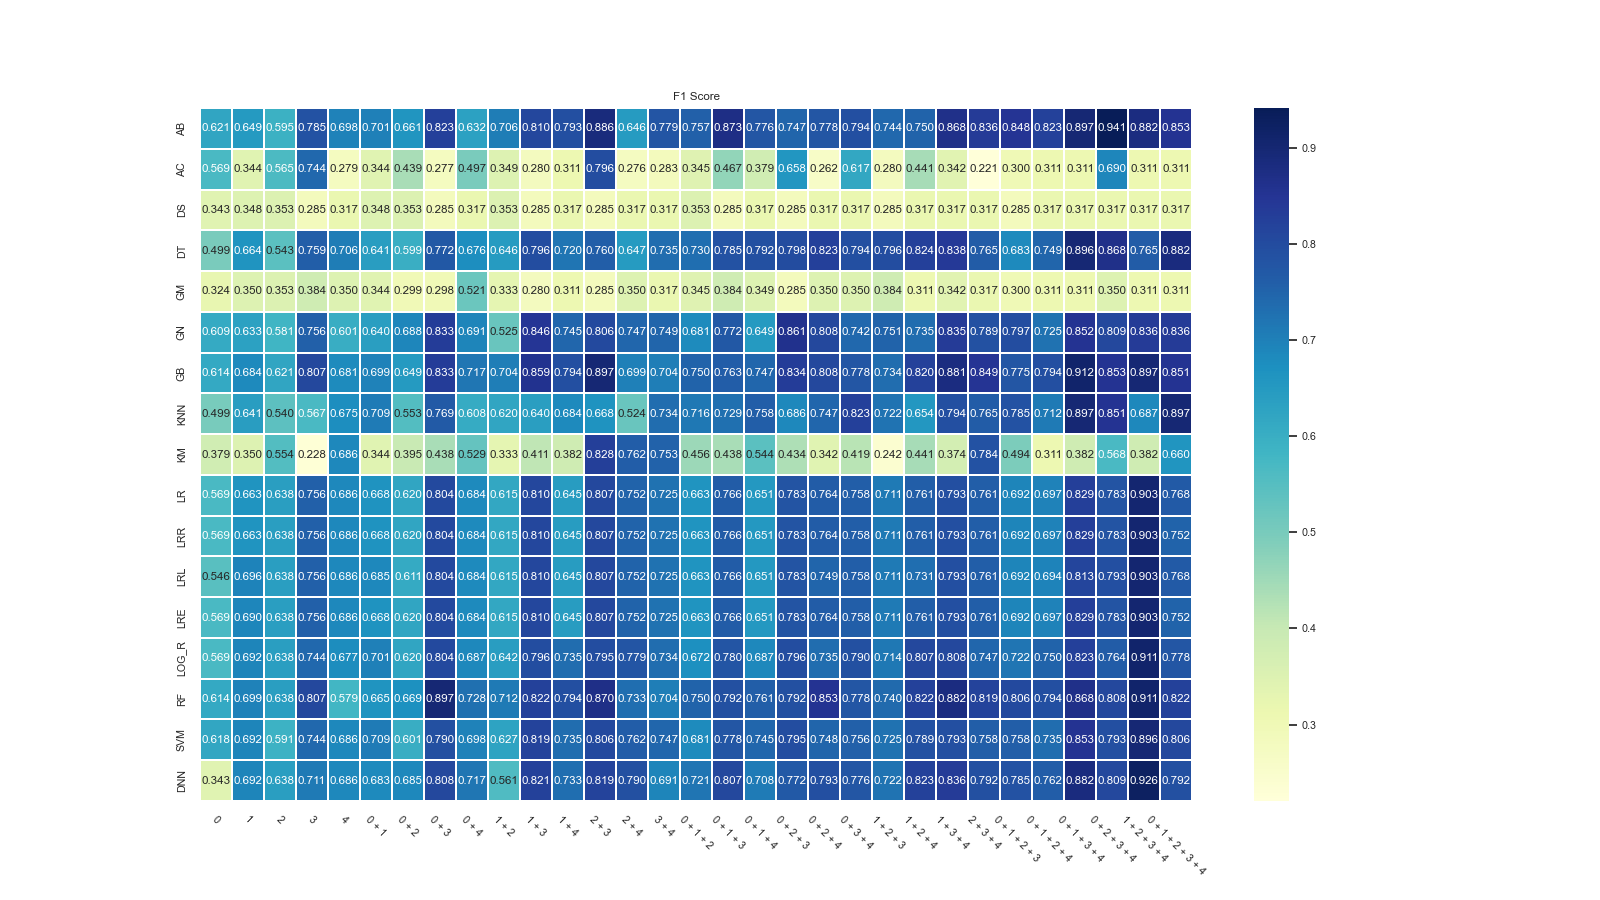 F1 Score
AB 0.621 0.649 0.595 0.785 0.698 0.701 0.661 0.823 0.632 0.706 0.810 0.793 0.886 0.646 0.779 0.757 0.873 0.776 0.747 0.778 0.794 0.744 0.750 0.868 0.836 0.848 0.823 0.897 0.941 0.882 0.853
AC 0.569 0.344 0.565 0.744 0.279 0.344 0.439 0.277 0.497 0.349 0.280 0.311 0.796 0.276 0.283 0.345 0.467 0.379 0.658 0.262 0.617 0.280 0.441 0.342 0.221 0.300 0.311 0.311 0.690 0.311 0.311
DS 0.343 0.348 0.353 0.285 0.317 0.348 0.353 0.285 0.317 0.353 0.285 0.317 0.285 0.317 0.317 0.353 0.285 0.317 0.285 0.317 0.317 0.285 0.317 0.317 0.317 0.285 0.317 0.317 0.317 0.317 0.317
DT 0.499 0.664 0.543 0.759 0.706 0.641 0.599 0.772 0.676 0.646 0.796 0.720 0.760 0.647 0.735 0.730 0.785 0.792 0.798 0.823 0.794 0.796 0.824 0.838 0.765 0.683 0.749 0.896 0.868 0.765 0.882
GM 0.324 0.350 0.353 0.384 0.350 0.344 0.299 0.298 0.521 0.333 0.280 0.311 0.285 0.350 0.317 0.345 0.384 0.349 0.285 0.350 0.350 0.384 0.311 0.342 0.317 0.300 0.311 0.311 0.350 0.311 0.311
GN 0.609 0.633 0.581 0.756 0.601 0.640 0.688 0.833 0.691 0.525 0.846 0.745 0.806 0.747 0.749 0.681 0.772 0.649 0.861 0.808 0.742 0.751 0.735 0.835 0.789 0.797 0.725 0.852 0.809 0.836 0.836
GB 0.614 0.684 0.621 0.807 0.681 0.699 0.649 0.833 0.717 0.704 0.859 0.794 0.897 0.699 0.704 0.750 0.763 0.747 0.834 0.808 0.778 0.734 0.820 0.881 0.849 0.775 0.794 0.912 0.853 0.897 0.851
KNN 0.499 0.641 0.540 0.567 0.675 0.709 0.553 0.769 0.608 0.620 0.640 0.684 0.668 0.524 0.734 0.716 0.729 0.758 0.686 0.747 0.823 0.722 0.654 0.794 0.765 0.785 0.712 0.897 0.851 0.687 0.897
KM 0.379 0.350 0.554 0.228 0.686 0.344 0.395 0.438 0.529 0.333 0.411 0.382 0.828 0.762 0.753 0.456 0.438 0.544 0.434 0.342 0.419 0.242 0.441 0.374 0.784 0.494 0.311 0.382 0.568 0.382 0.660
LR 0.569 0.663 0.638 0.756 0.686 0.668 0.620 0.804 0.684 0.615 0.810 0.645 0.807 0.752 0.725 0.663 0.766 0.651 0.783 0.764 0.758 0.711 0.761 0.793 0.761 0.692 0.697 0.829 0.783 0.903 0.768
LRR 0.569 0.663 0.638 0.756 0.686 0.668 0.620 0.804 0.684 0.615 0.810 0.645 0.807 0.752 0.725 0.663 0.766 0.651 0.783 0.764 0.758 0.711 0.761 0.793 0.761 0.692 0.697 0.829 0.783 0.903 0.752
LRL 0.546 0.696 0.638 0.756 0.686 0.685 0.611 0.804 0.684 0.615 0.810 0.645 0.807 0.752 0.725 0.663 0.766 0.651 0.783 0.749 0.758 0.711 0.731 0.793 0.761 0.692 0.694 0.813 0.793 0.903 0.768
LRE 0.569 0.690 0.638 0.756 0.686 0.668 0.620 0.804 0.684 0.615 0.810 0.645 0.807 0.752 0.725 0.663 0.766 0.651 0.783 0.764 0.758 0.711 0.761 0.793 0.761 0.692 0.697 0.829 0.783 0.903 0.752
LOG_R 0.569 0.692 0.638 0.744 0.677 0.701 0.620 0.804 0.687 0.642 0.796 0.735 0.795 0.779 0.734 0.672 0.780 0.687 0.796 0.735 0.790 0.714 0.807 0.808 0.747 0.722 0.750 0.823 0.764 0.911 0.778
RF 0.614 0.699 0.638 0.807 0.579 0.665 0.669 0.897 0.728 0.712 0.822 0.794 0.870 0.733 0.704 0.750 0.792 0.761 0.792 0.853 0.778 0.740 0.822 0.882 0.819 0.806 0.794 0.868 0.808 0.911 0.822
SVM 0.618 0.692 0.591 0.744 0.686 0.709 0.601 0.790 0.698 0.627 0.819 0.735 0.806 0.762 0.747 0.681 0.778 0.745 0.795 0.748 0.756 0.725 0.789 0.793 0.758 0.758 0.735 0.853 0.793 0.896 0.806
DNN 0.343 0.692 0.638 0.711 0.686 0.683 0.685 0.808 0.717 0.561 0.821 0.733 0.819 0.790 0.691 0.721 0.807 0.708 0.772 0.793 0.776 0.722 0.823 0.836 0.792 0.785 0.762 0.882 0.809 0.926 0.792
0
1
2
3
4
0 + 1
0 + 2
0 + 3
0 + 4
1 + 2
1 + 3
1 + 4
2 + 3
2 + 4
3 + 4
0 + 1 + 2
0 + 1 + 3
0 + 1 + 4
0 + 2 + 3
0 + 2 + 4
0 + 3 + 4
1 + 2 + 3
1 + 2 + 4
1 + 3 + 4
2 + 3 + 4
0 + 1 + 2 + 3
0 + 1 + 2 + 4
0 + 1 + 3 + 4
0 + 2 + 3 + 4
1 + 2 + 3 + 4
0 + 1 + 2 + 3 + 4
0.9
0.8
0.7
0.6
0.5
0.4
0.3